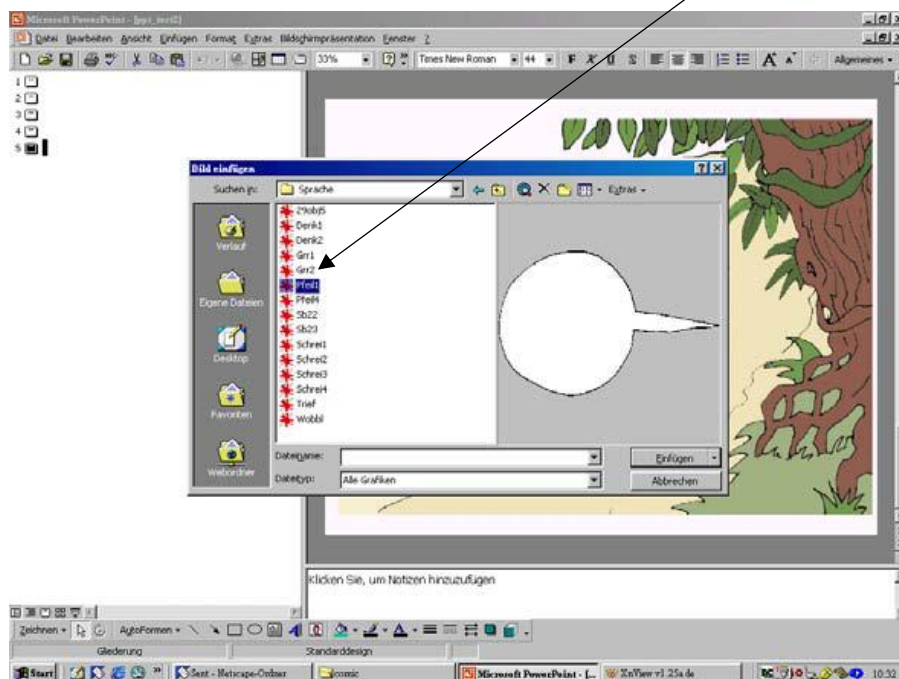 Microsoft PowerPoint - [ppt_test2]
Datei Bearbeiten Ansicht Einfügen Format Extras Bildschirmpräsentation Fenster ?
33% Times New Roman 44 F K U S Allgemeines
1
2
3
4
5
Bild einfügen
Suchen in: Sprache Extras
Verlauf
Eigene Dateien
Desktop
Favoriten
Webordner
29obj5
Denk1
Denk2
Grr1
Grr2
Pfeil1
Pfeil4
Sb22
Sb23
Schrei1
Schrei2
Schrei3
Schrei4
Trief
Wobbl
Dateiname: Einfügen
Dateityp: Alle Grafiken Abbrechen
Klicken Sie, um Notizen hinzuzufügen
Zeichnen AutoFormen
Gliederung Standarddesign
Start Sent - Netscape-Ordner comic Microsoft PowerPoint - [... XnView v1.25a de 10:32